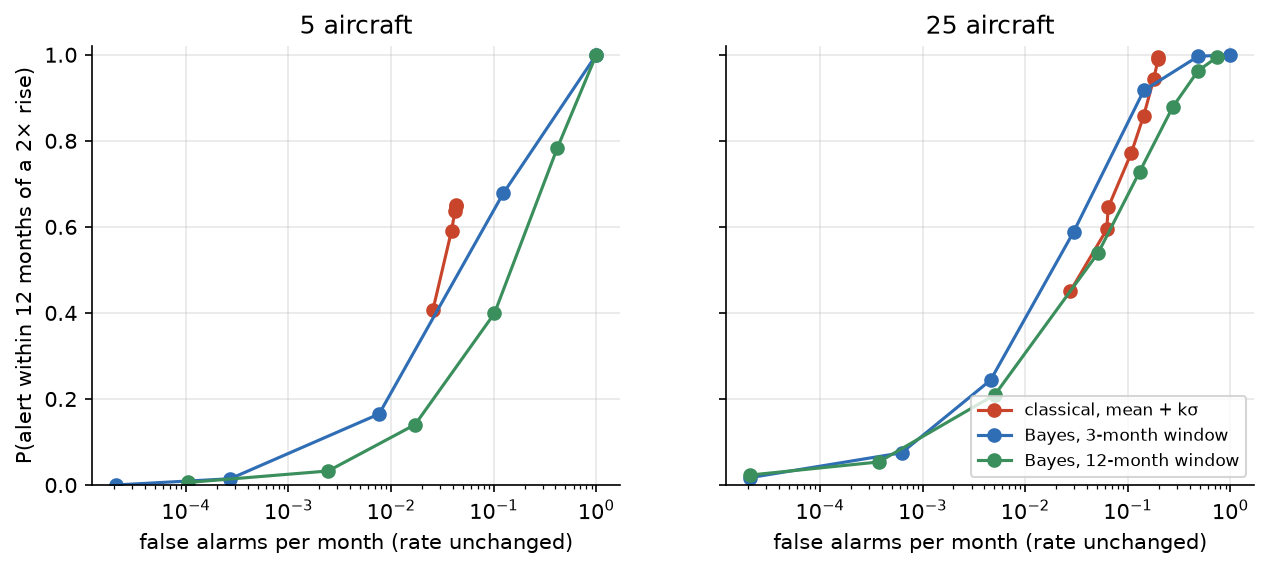 5 aircraft
25 aircraft
P(alert within 12 months of a 2× rise)
1.0
0.8
0.6
0.4
0.2
0.0
10⁻⁴ 10⁻³ 10⁻² 10⁻¹ 10⁰
10⁻⁴ 10⁻³ 10⁻² 10⁻¹ 10⁰
false alarms per month (rate unchanged)
false alarms per month (rate unchanged)
classical, mean + kσ
Bayes, 3-month window
Bayes, 12-month window